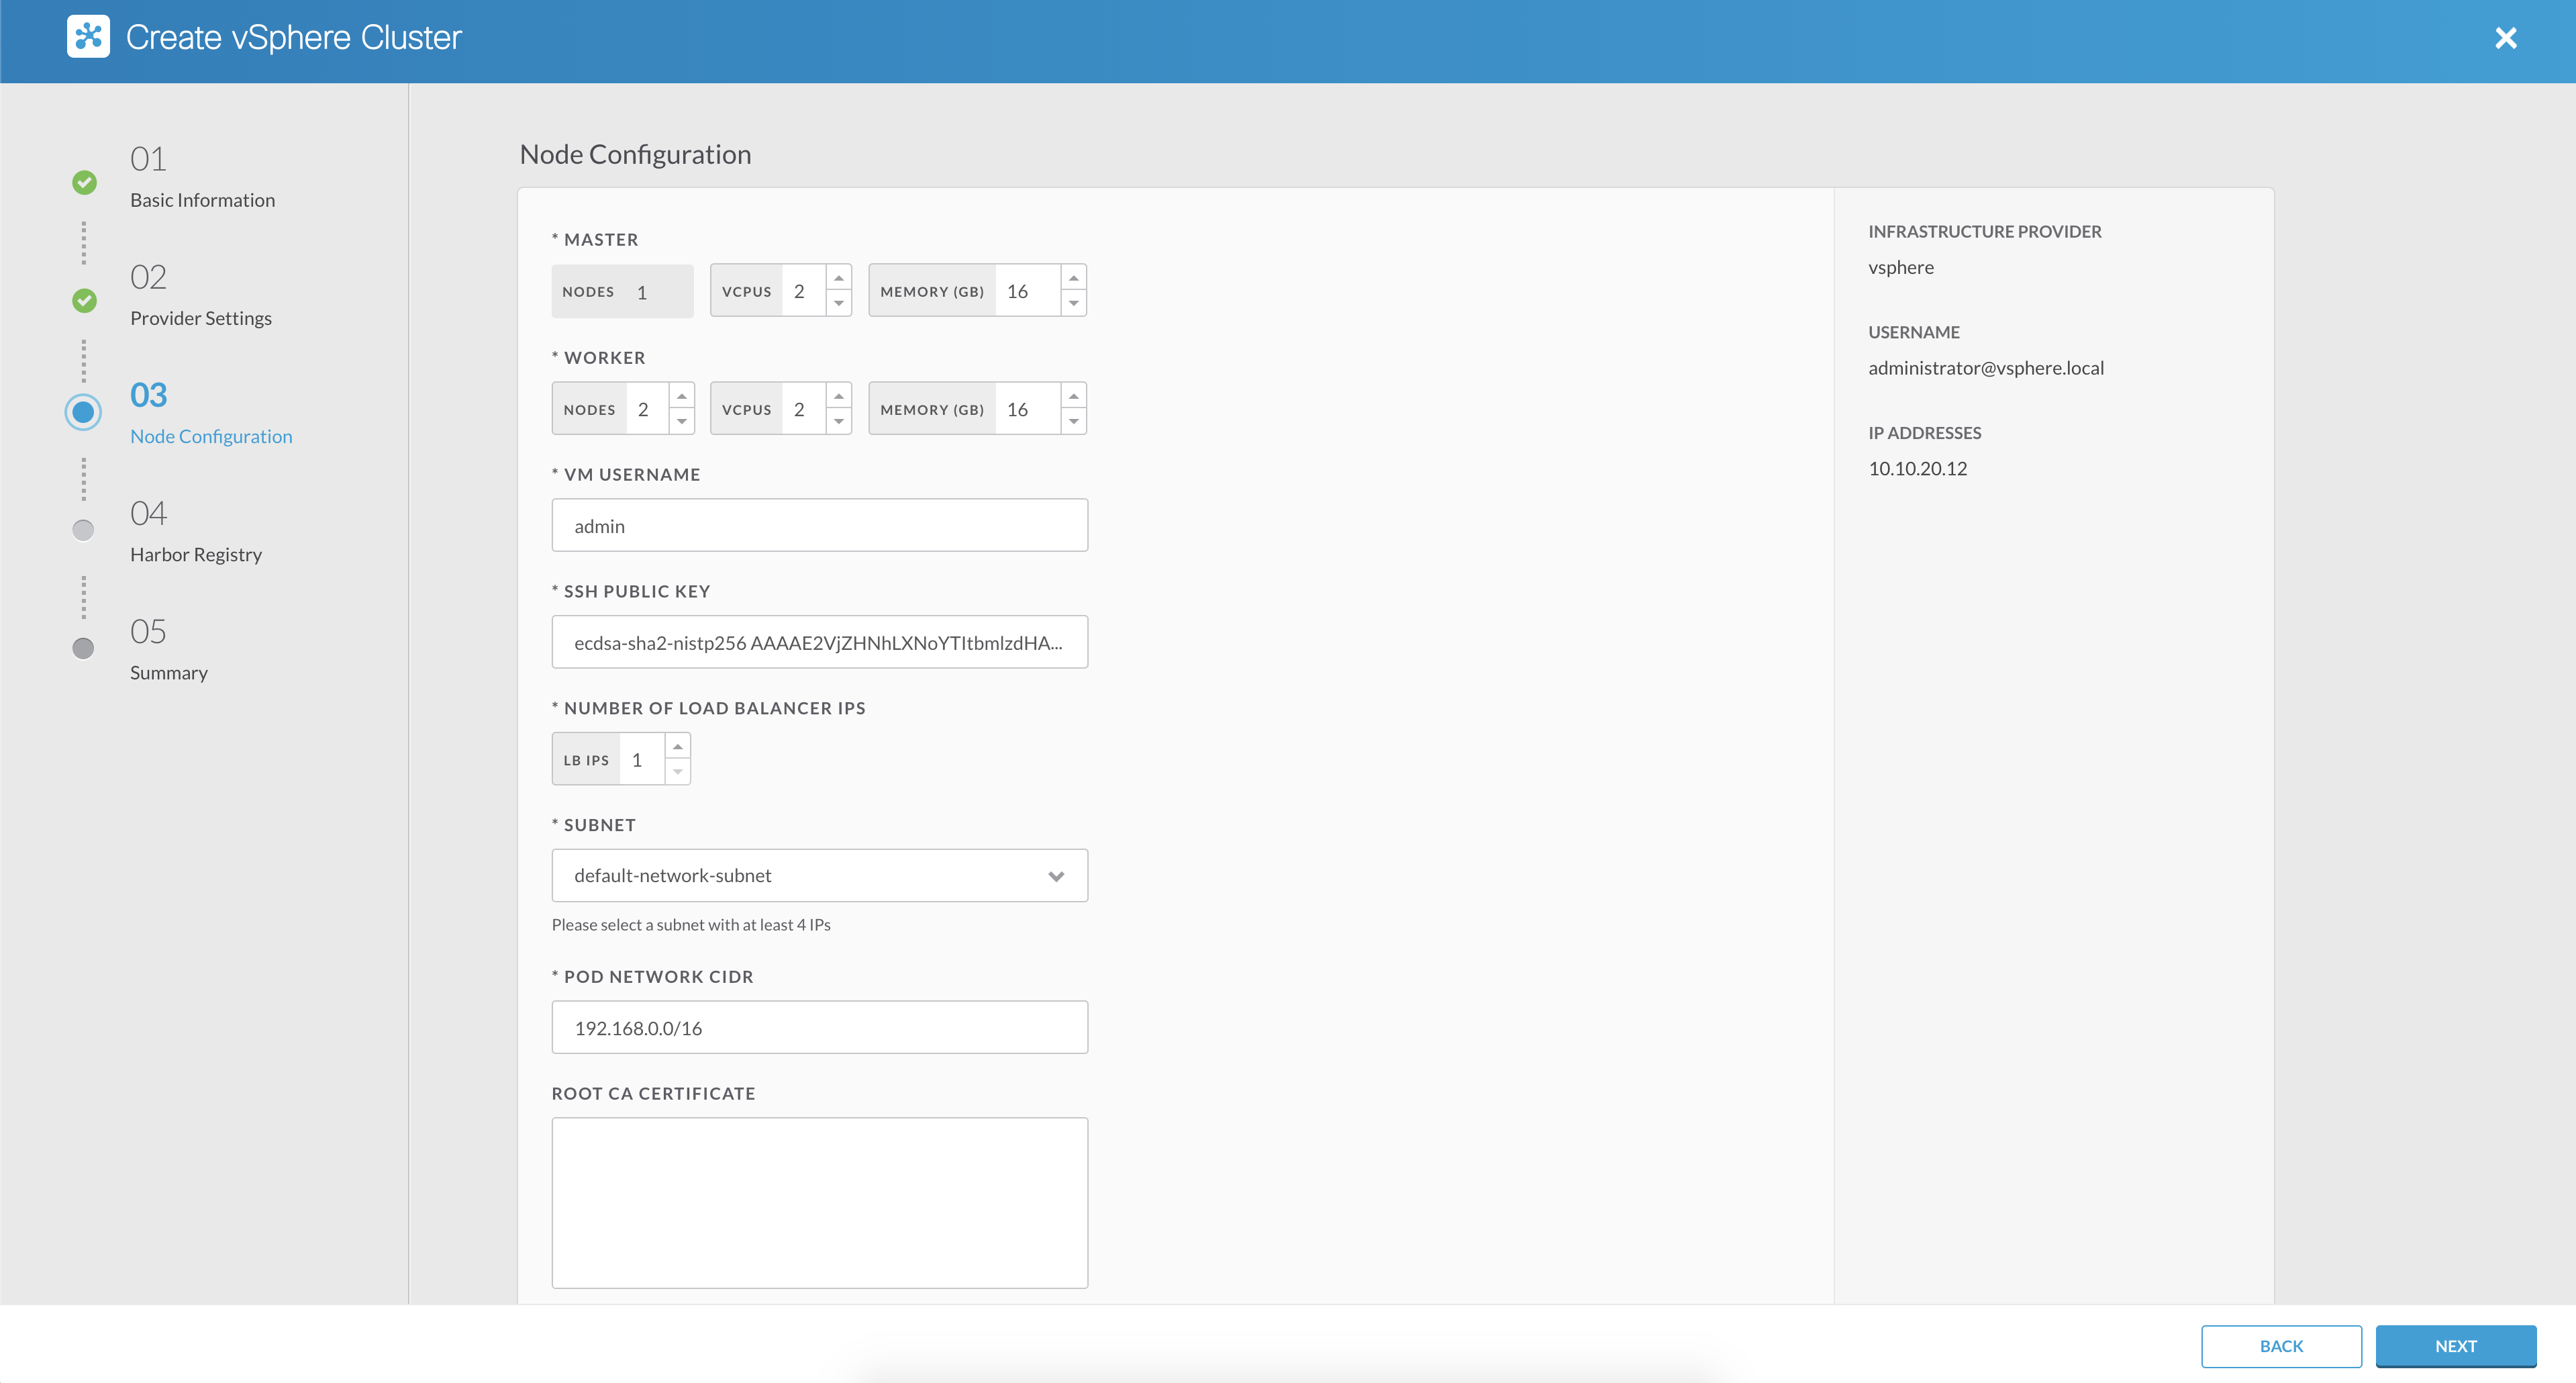 Create vSphere Cluster
01
Basic Information
02
Provider Settings
03
Node Configuration
04
Harbor Registry
05
Summary
Node Configuration
* MASTER
NODES 1 VCPUS 2 MEMORY (GB) 16
* WORKER
NODES 2 VCPUS 2 MEMORY (GB) 16
* VM USERNAME
admin
* SSH PUBLIC KEY
ecdsa-sha2-nistp256 AAAAE2VjZHNhLXNoYTItbmlzdHA...
* NUMBER OF LOAD BALANCER IPS
LB IPS 1
* SUBNET
default-network-subnet
Please select a subnet with at least 4 IPs
* POD NETWORK CIDR
192.168.0.0/16
ROOT CA CERTIFICATE
INFRASTRUCTURE PROVIDER
vsphere
USERNAME
administrator@vsphere.local
IP ADDRESSES
10.10.20.12
BACK NEXT